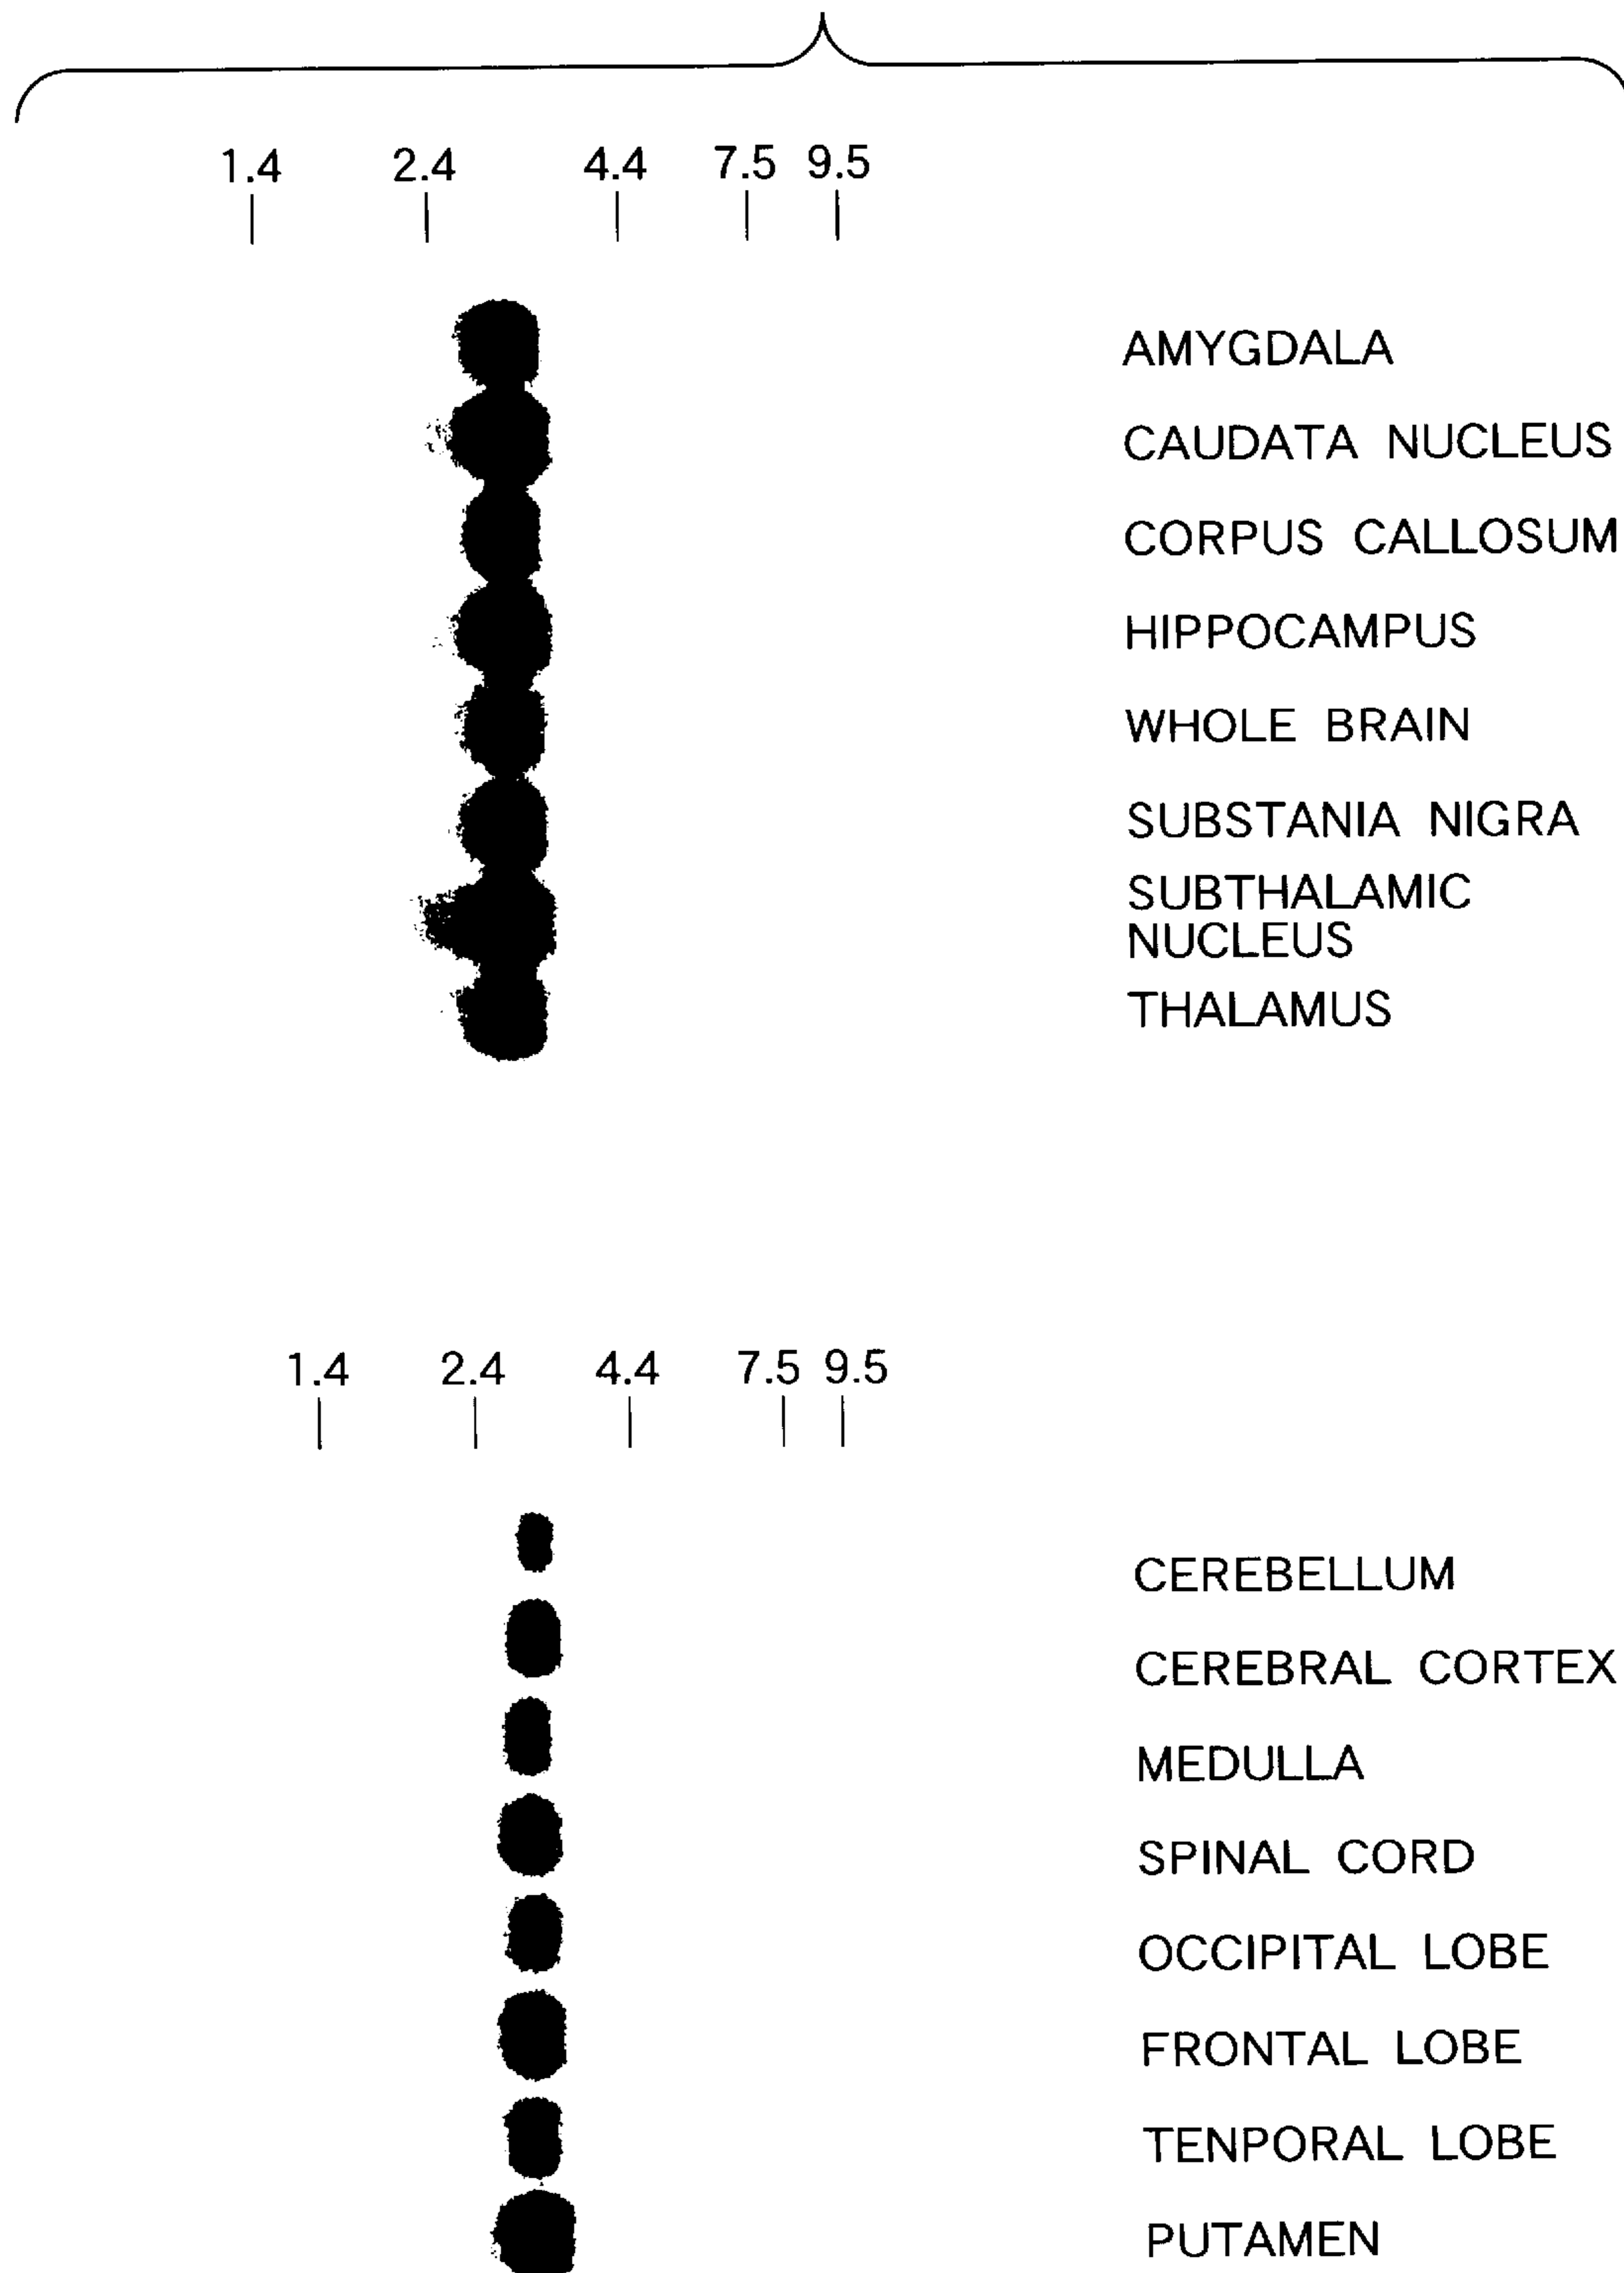 1.4 2.4 4.4 7.5 9.5
AMYGDALA
CAUDATA NUCLEUS
CORPUS CALLOSUM
HIPPOCAMPUS
WHOLE BRAIN
SUBSTANIA NIGRA
SUBTHALAMIC
NUCLEUS
THALAMUS
1.4 2.4 4.4 7.5 9.5
CEREBELLUM
CEREBRAL CORTEX
MEDULLA
SPINAL CORD
OCCIPITAL LOBE
FRONTAL LOBE
TENPORAL LOBE
PUTAMEN